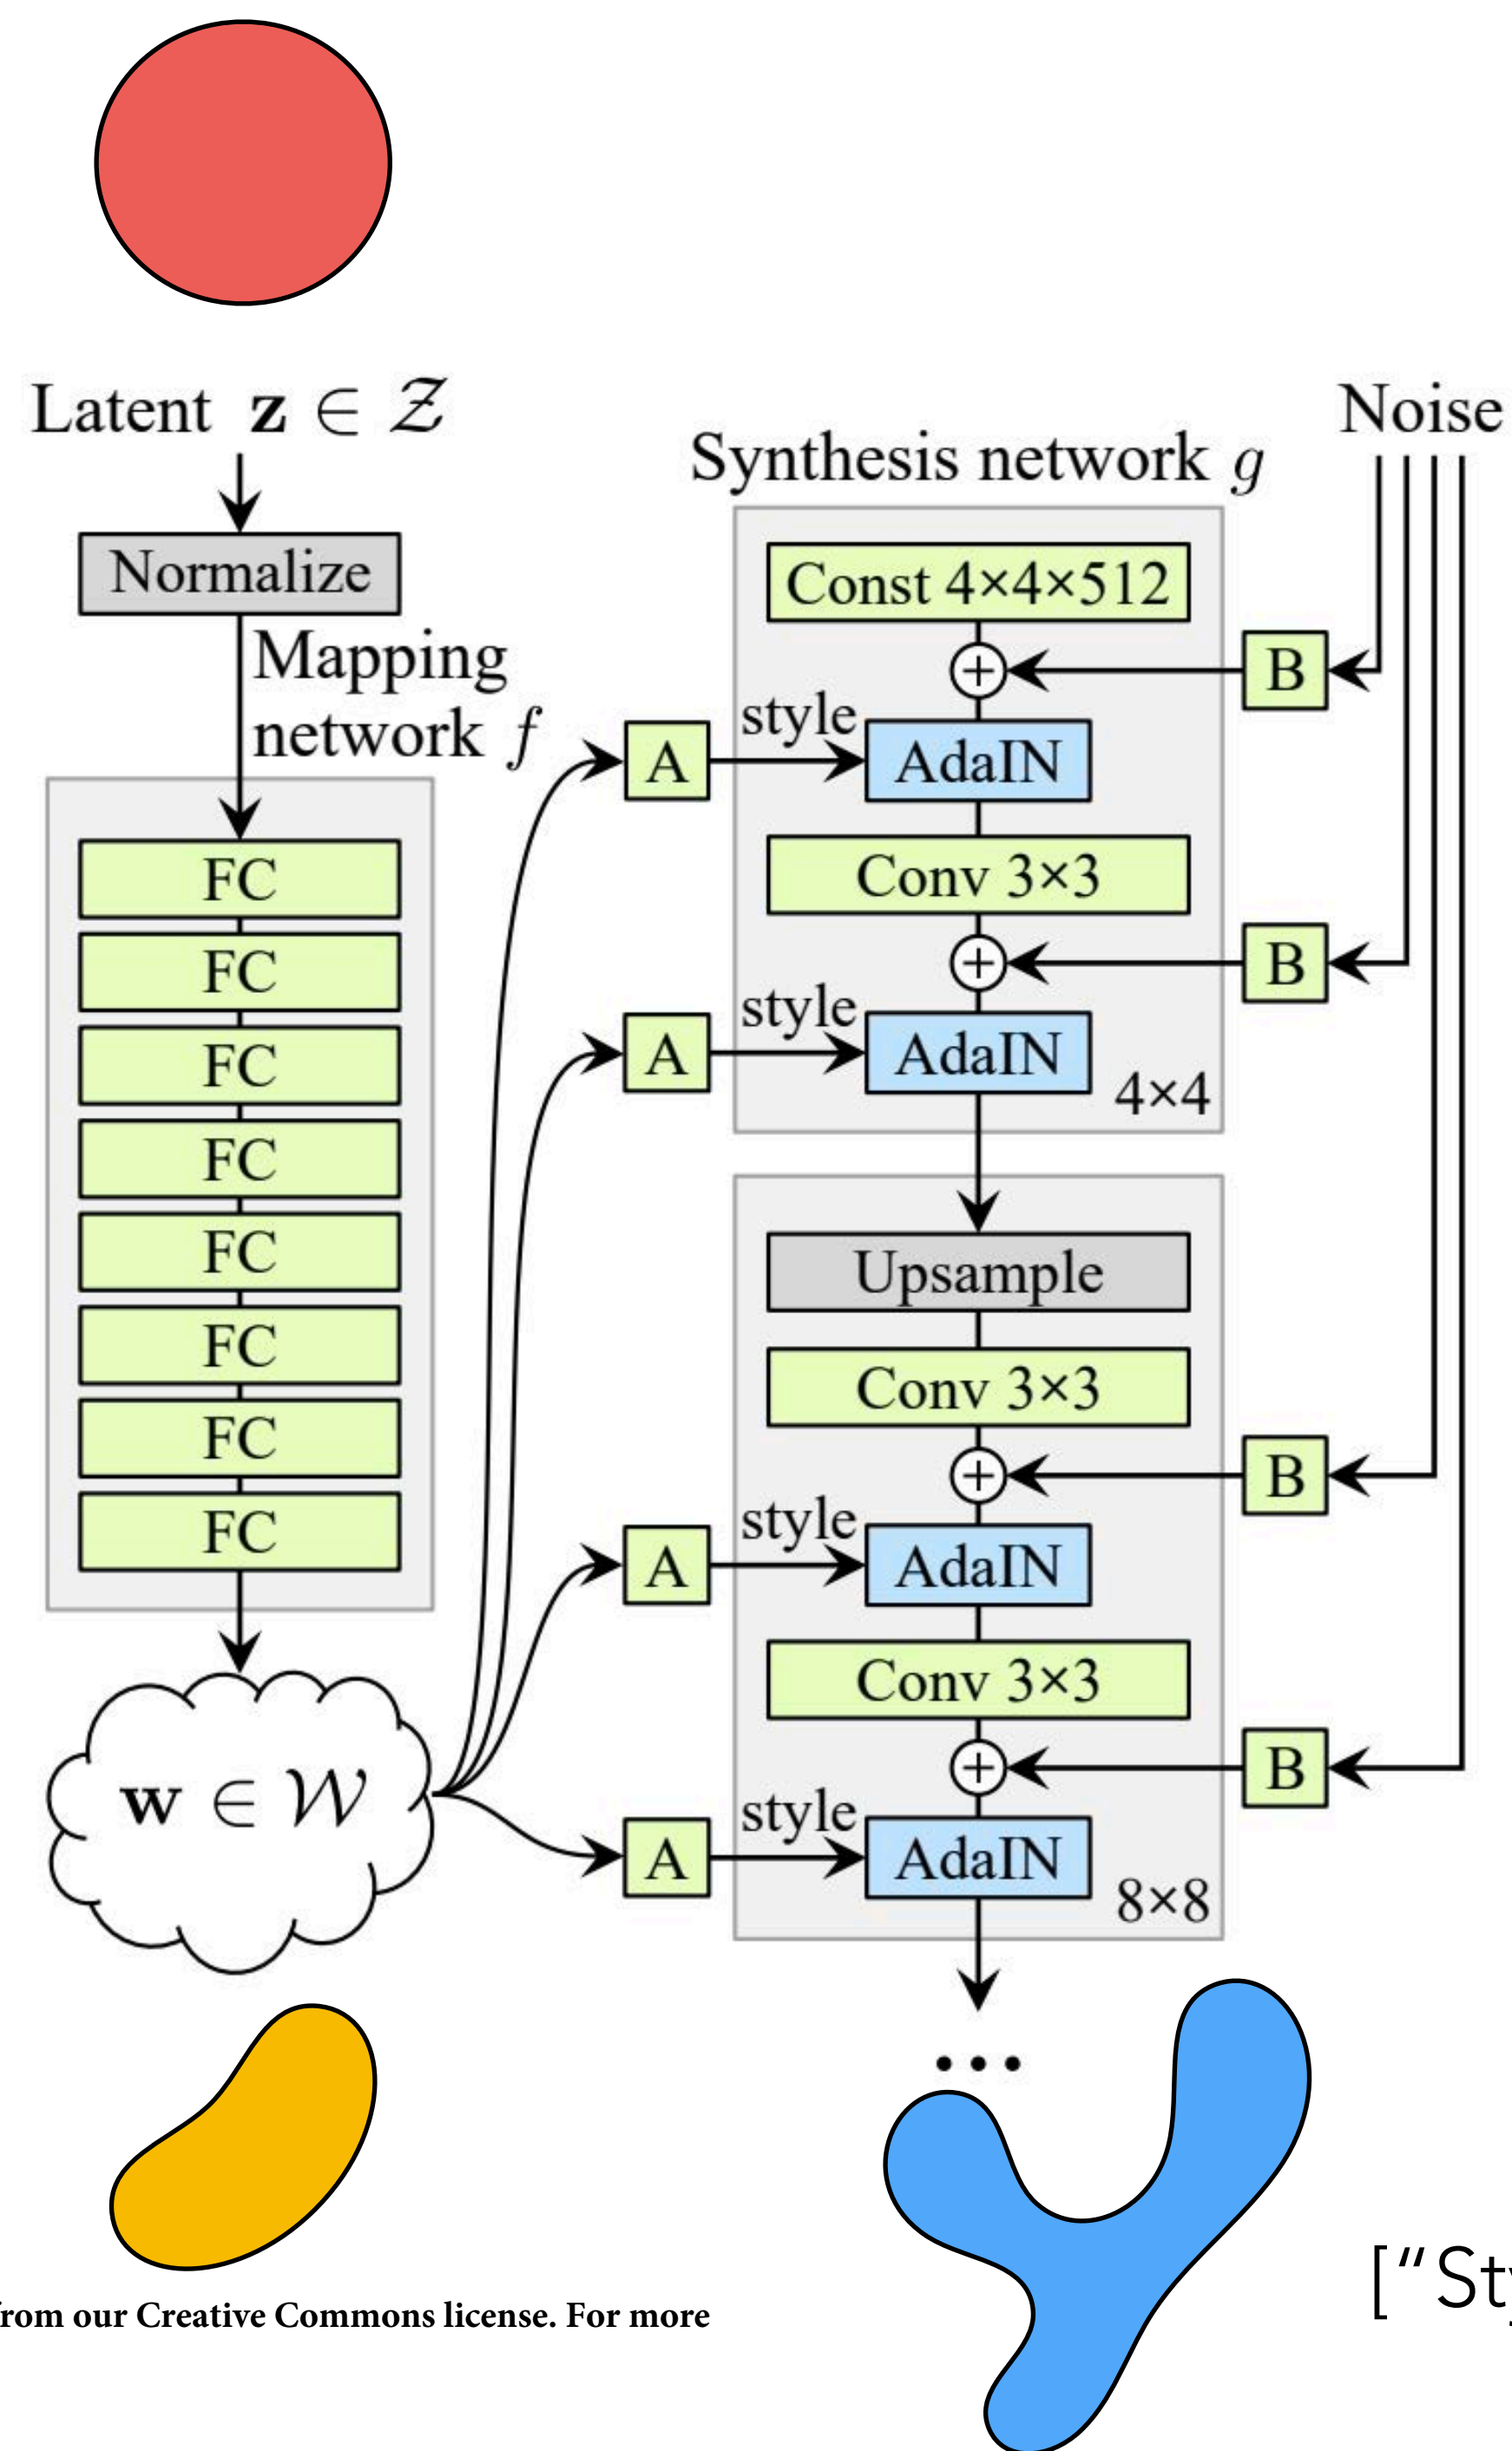 Latent z ∈ 𝒵
Normalize
Mapping
network f
FC
FC
FC
FC
FC
FC
FC
FC
w ∈ 𝒲
Noise
Synthesis network g
Const 4×4×512
B
style
A
AdaIN
Conv 3×3
B
style
A
AdaIN
4×4
Upsample
Conv 3×3
B
style
A
AdaIN
Conv 3×3
B
style
A
AdaIN
8×8
...
["St
from our Creative Commons license. For more